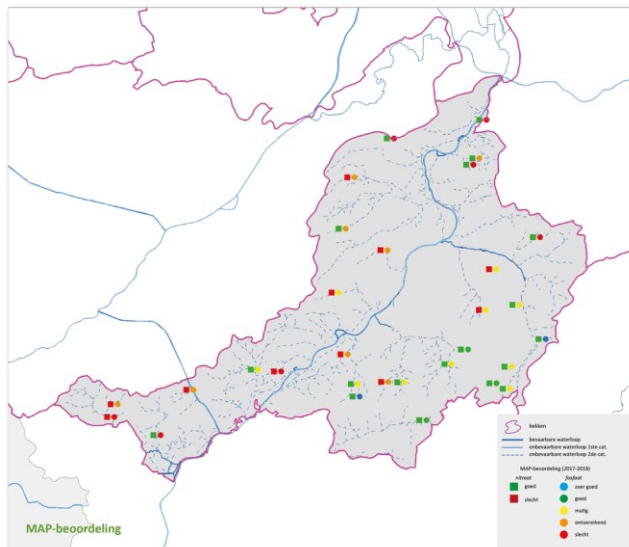 bekken
bevaarbare waterloop
onbevaarbare waterloop 1ste cat.
onbevaarbare waterloop 2de cat.
MAP-beoordeling (2017-2018)
nitraat fosfaat
goed zeer goed
slecht goed
matig
ontoereikend
slecht
MAP-beoordeling